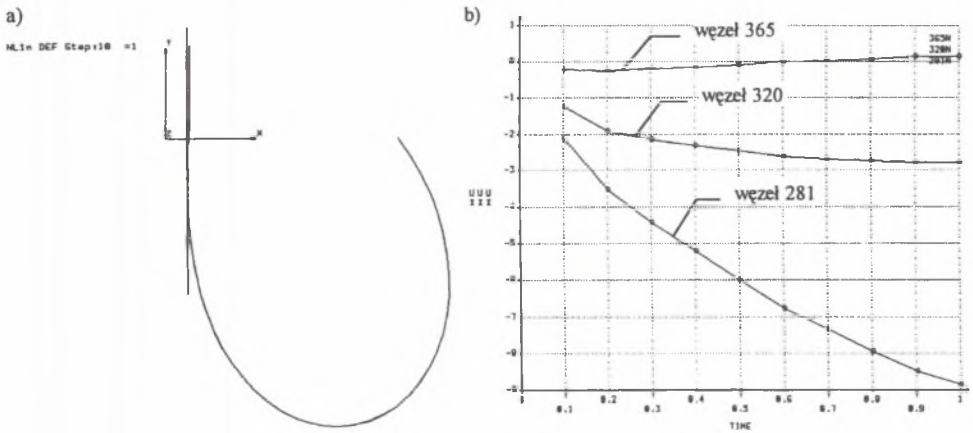 a)
NLin DEF Step:10 =1
Y
Z
X
b)
węzeł 365
365N
320N
281N
węzeł 320
węzeł 281
UUU
III
1
0
-1
-2
-3
-4
-5
-6
-7
-8
-9
0
0.1
0.2
0.3
0.4
0.5
0.6
0.7
0.8
0.9
1
TIME